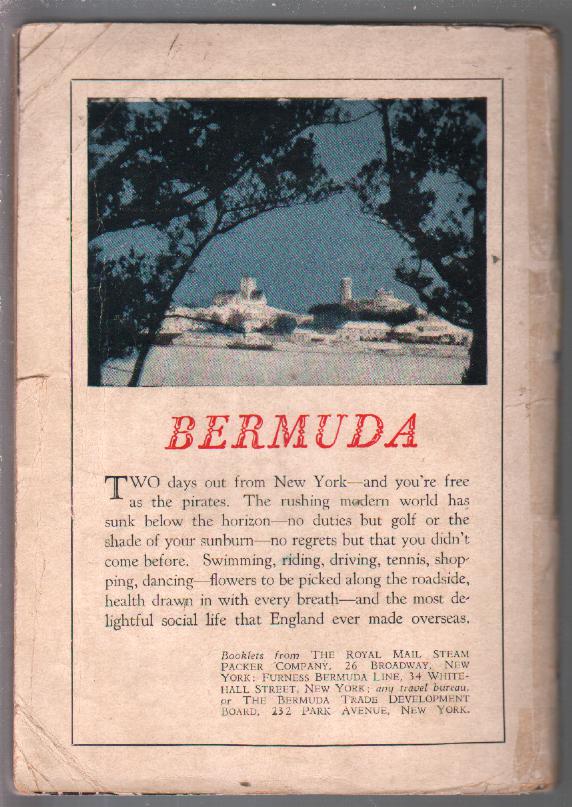 BERMUDA
TWO days out from New York—and you're free
as the pirates. The rushing modern world has
sunk below the horizon—no duties but golf or the
shade of your sunburn—no regrets but that you didn't
come before. Swimming, riding, driving, tennis, shop-
ping, dancing—flowers to be picked along the roadside,
health drawn in with every breath—and the most de-
lightful social life that England ever made overseas.
Booklets from THE ROYAL MAIL STEAM
PACKER COMPANY, 26 BROADWAY, NEW
YORK; FURNESS BERMUDA LINE, 34 WHITE-
HALL STREET, NEW YORK; any travel bureau,
or THE BERMUDA TRADE DEVELOPMENT
BOARD, 232 PARK AVENUE, NEW YORK.